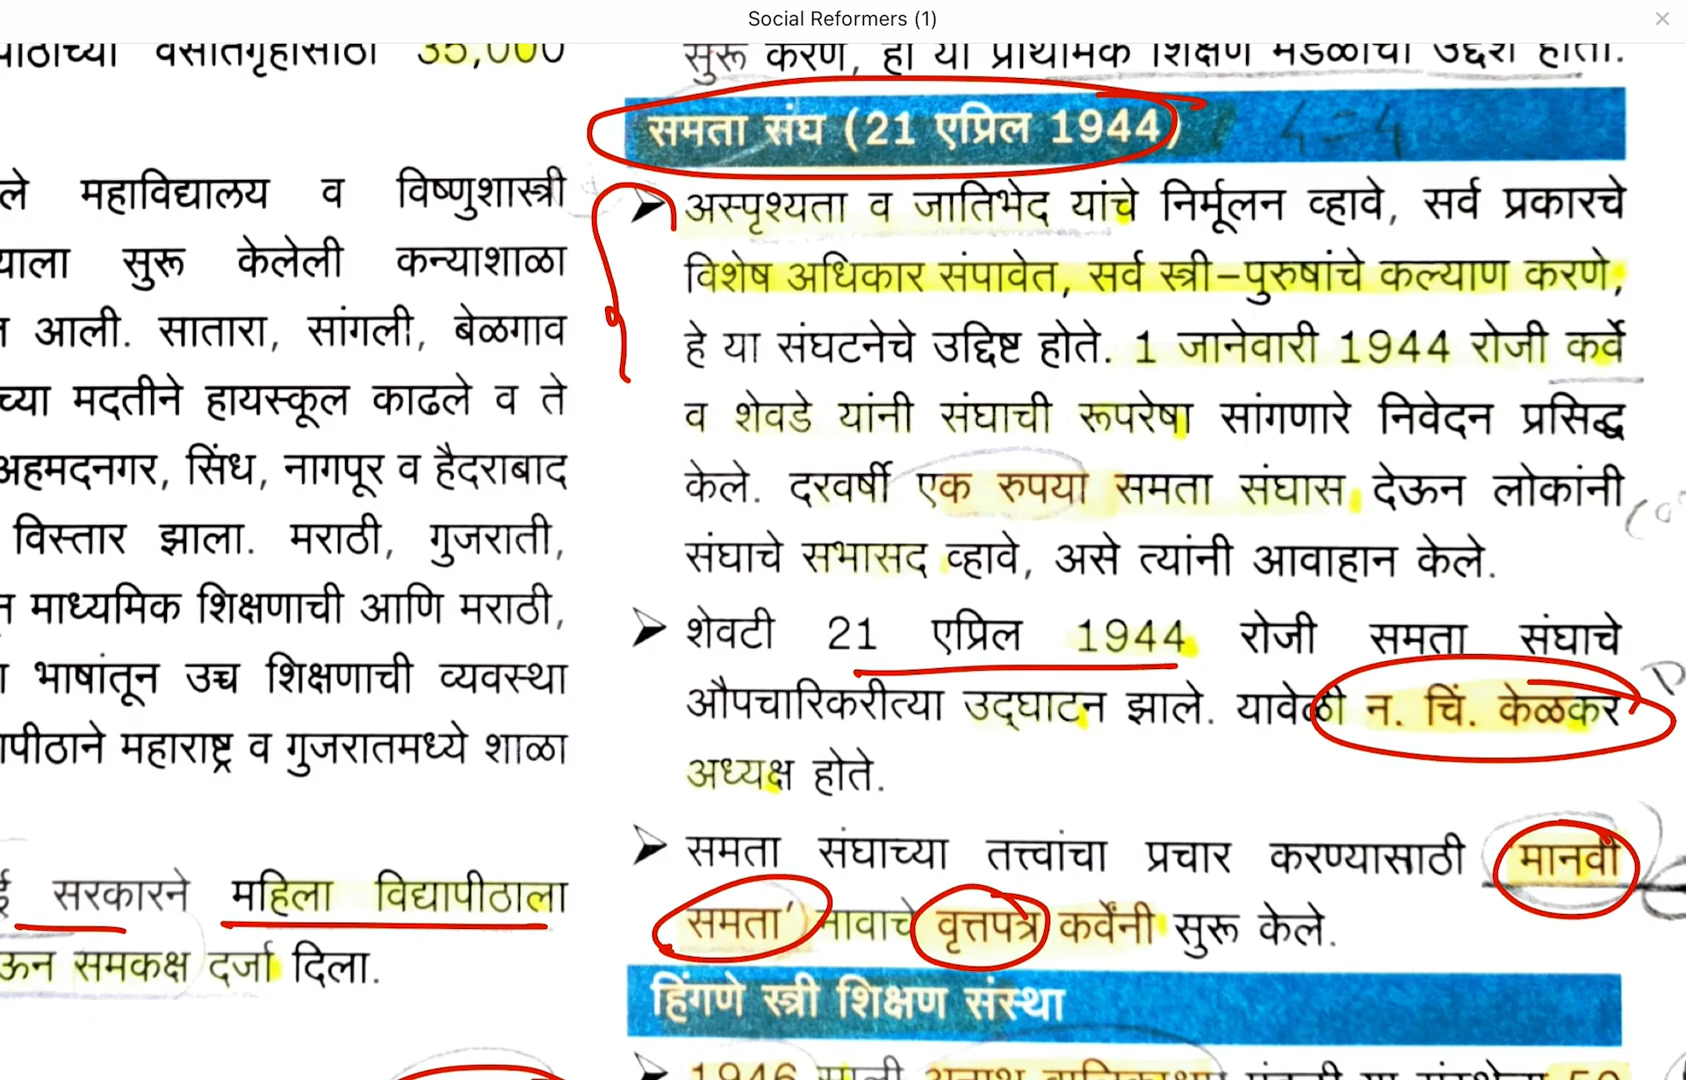 Social Reformers (1)
वसतिगृहासाठी 35,000
ले महाविद्यालय व विष्णुशास्त्री
याला सुरू केलेली कन्याशाळा
आली. सातारा, सांगली, बेळगाव
च्या मदतीने हायस्कूल काढले व ते
अहमदनगर, सिंध, नागपूर व हैदराबाद
विस्तार झाला. मराठी, गुजराती,
माध्यमिक शिक्षणाची आणि मराठी,
भाषांतून उच्च शिक्षणाची व्यवस्था
पीठाने महाराष्ट्र व गुजरातमध्ये शाळा
सरकारने महिला विद्यापीठाला
ऊन समकक्ष दर्जा दिला.
सुरू करणे, हा या प्राथमिक शिक्षण मंडळाचा उद्देश होता.
समता संघ (21 एप्रिल 1944)
➤ अस्पृश्यता व जातिभेद यांचे निर्मूलन व्हावे, सर्व प्रकारचे
विशेष अधिकार संपावेत, सर्व स्त्री-पुरुषांचे कल्याण करणे,
हे या संघटनेचे उद्दिष्ट होते. 1 जानेवारी 1944 रोजी कर्वे
व शेवडे यांनी संघाची रूपरेषा सांगणारे निवेदन प्रसिद्ध
केले. दरवर्षी एक रुपया समता संघास देऊन लोकांनी
संघाचे सभासद व्हावे, असे त्यांनी आवाहान केले.
➤ शेवटी 21 एप्रिल 1944 रोजी समता संघाचे
औपचारिकरीत्या उद्घाटन झाले. यावेळी न. चिं. केळकर
अध्यक्ष होते.
➤ समता संघाच्या तत्त्वांचा प्रचार करण्यासाठी मानवी
समता' नावाचे वृत्तपत्र कर्वेंनी सुरू केले.
हिंगणे स्त्री शिक्षण संस्था
1946